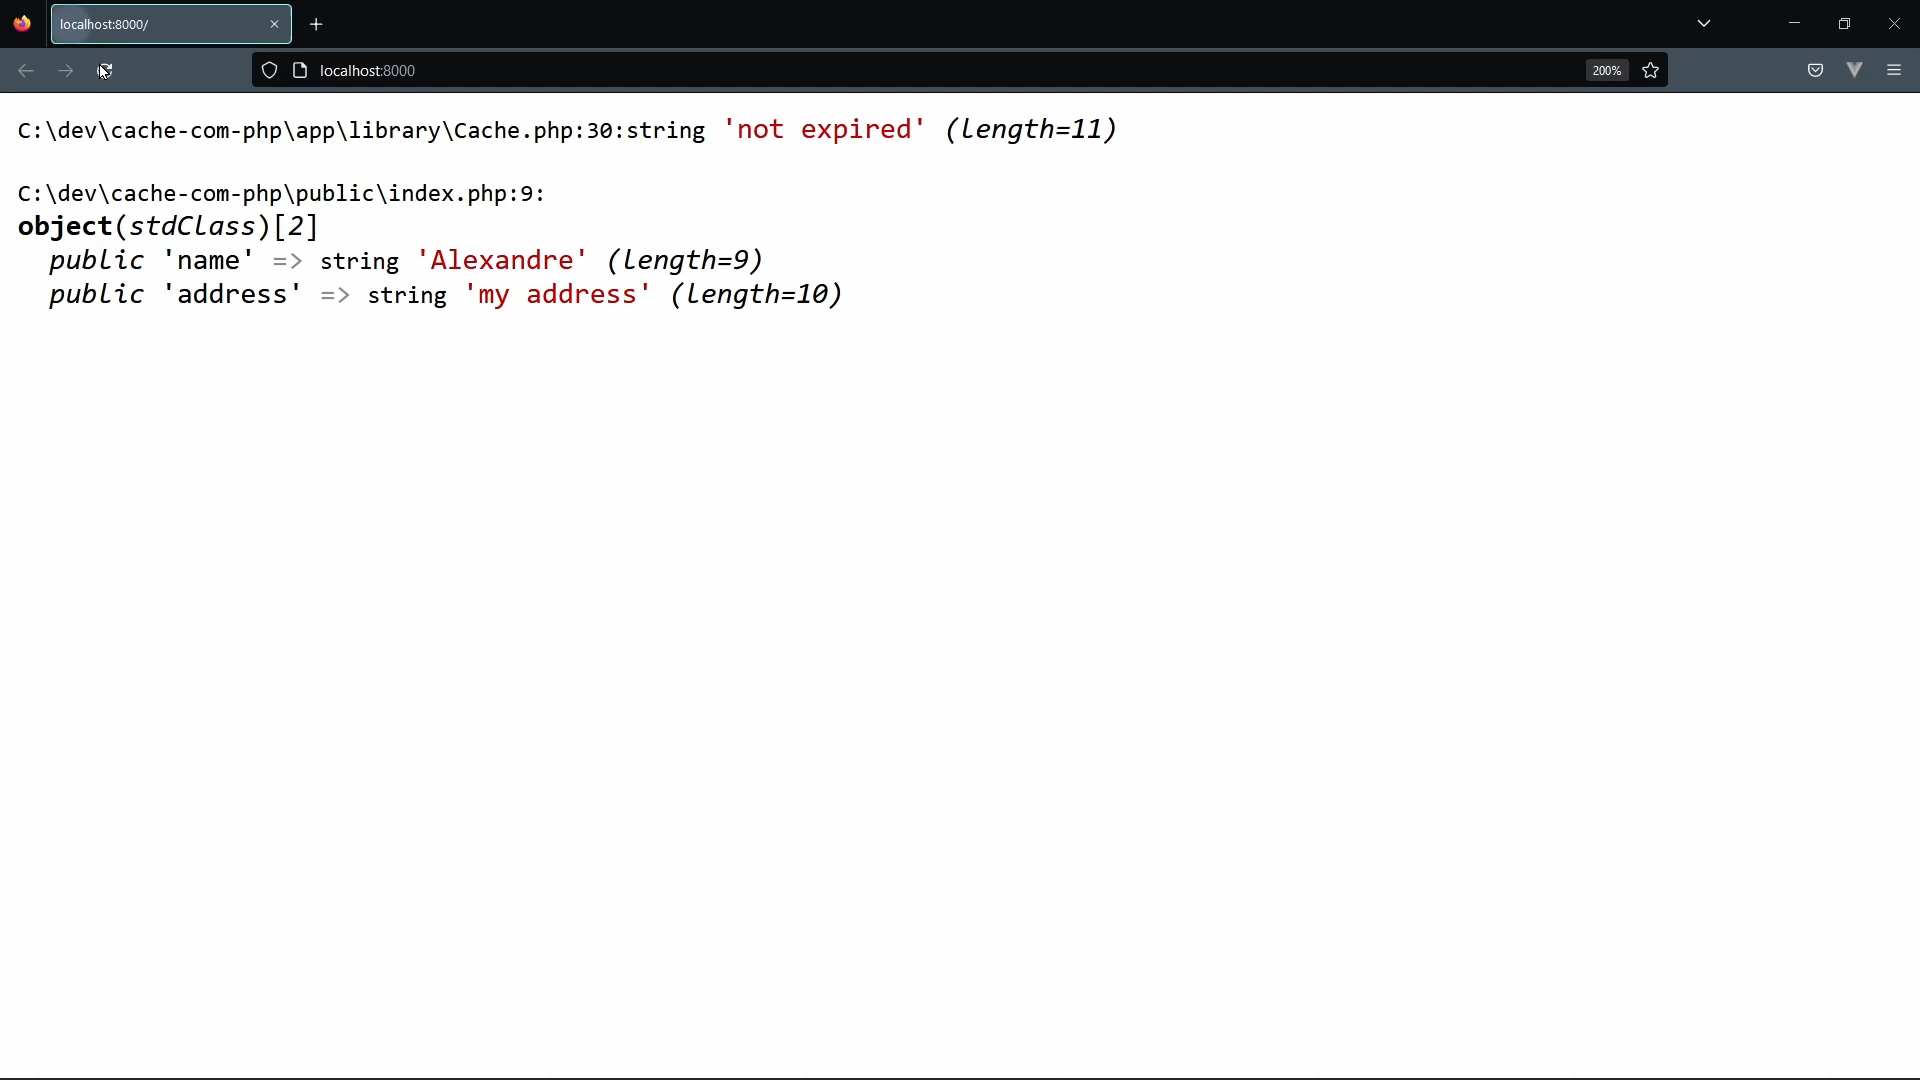 localhost:8000/
localhost:8000
200%
C:\dev\cache-com-php\app\library\Cache.php:30:string 'not expired' (length=11)
C:\dev\cache-com-php\public\index.php:9:
object(stdClass)[2]
public 'name' => string 'Alexandre' (length=9)
public 'address' => string 'my address' (length=10)